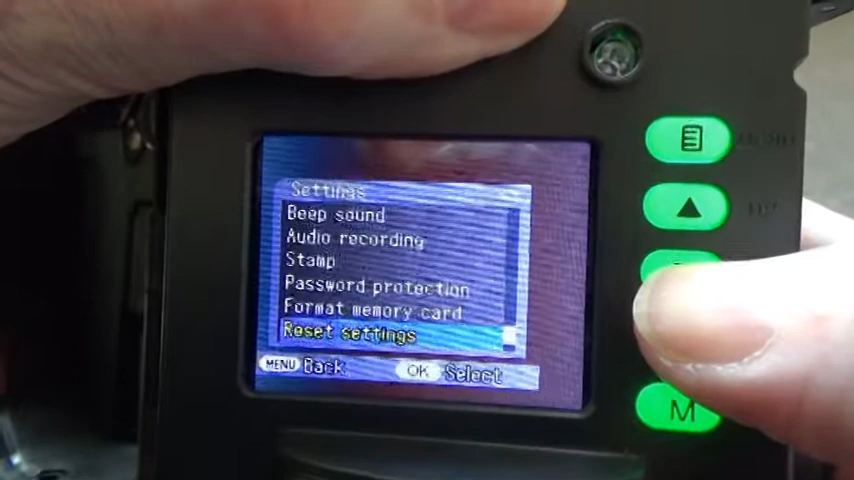 Settings
Beep sound
Audio recording
Stamp
Password protection
Format memory card
Reset settings
MENU Back OK Select
M